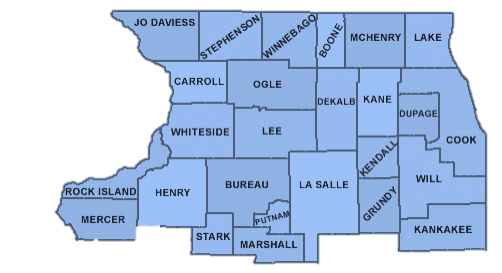 JO DAVIESS
STEPHENSON
WINNEBAGO
BOONE
MCHENRY
LAKE
CARROLL
OGLE
DEKALB
KANE
DUPAGE
COOK
WHITESIDE
LEE
KENDALL
WILL
ROCK ISLAND
HENRY
BUREAU
LA SALLE
GRUNDY
MERCER
PUTNAM
STARK
MARSHALL
KANKAKEE